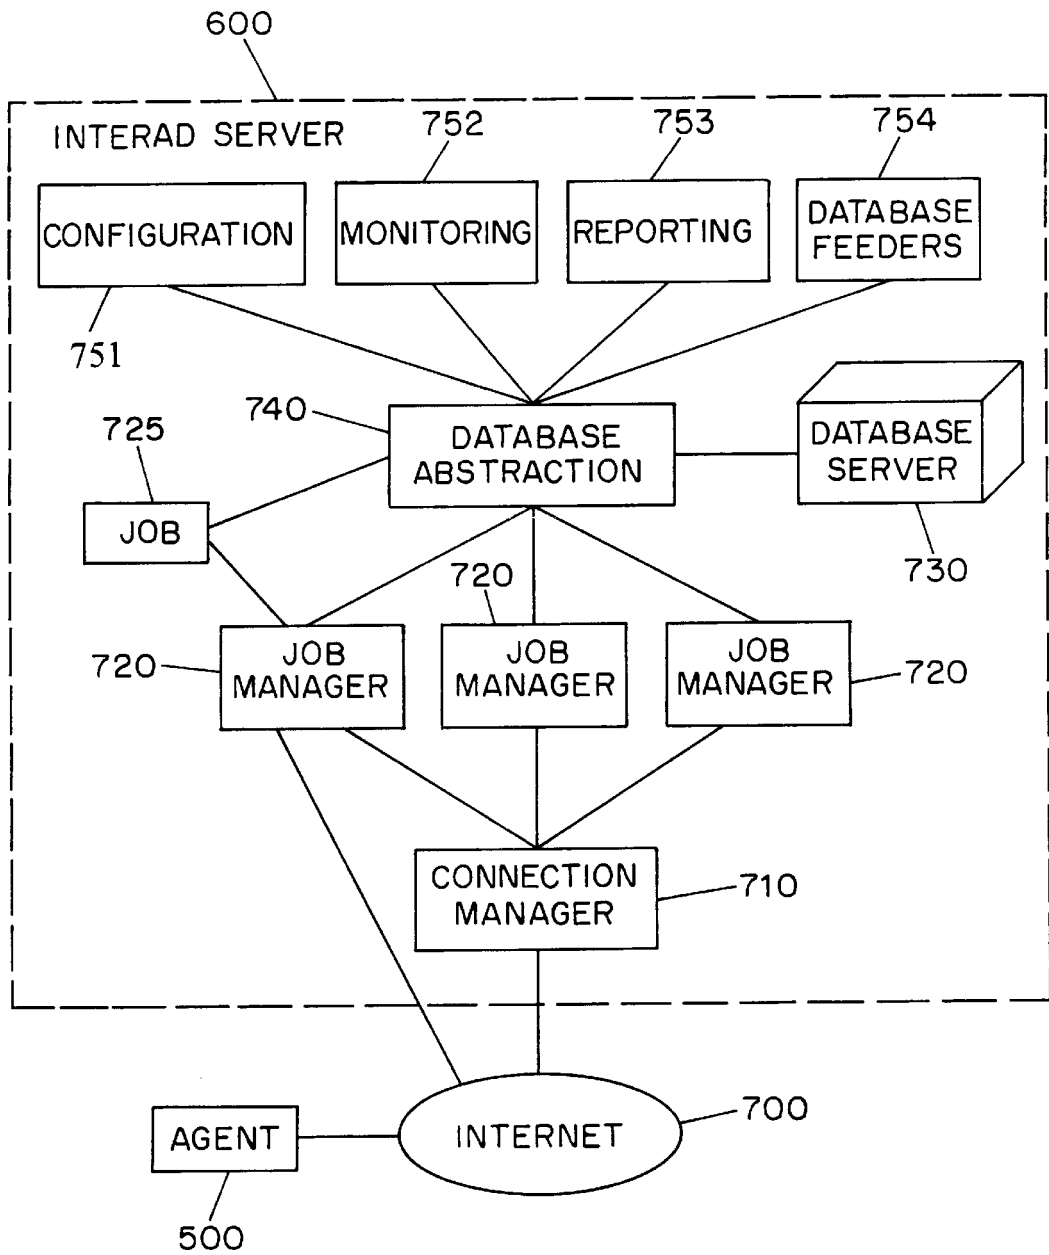 600
INTERAD SERVER
752
753
754
CONFIGURATION
MONITORING
REPORTING
DATABASE
FEEDERS
751
740
725
DATABASE
ABSTRACTION
DATABASE
SERVER
JOB
730
720
720
JOB
MANAGER
JOB
MANAGER
JOB
MANAGER
720
CONNECTION
MANAGER
710
700
AGENT
INTERNET
500